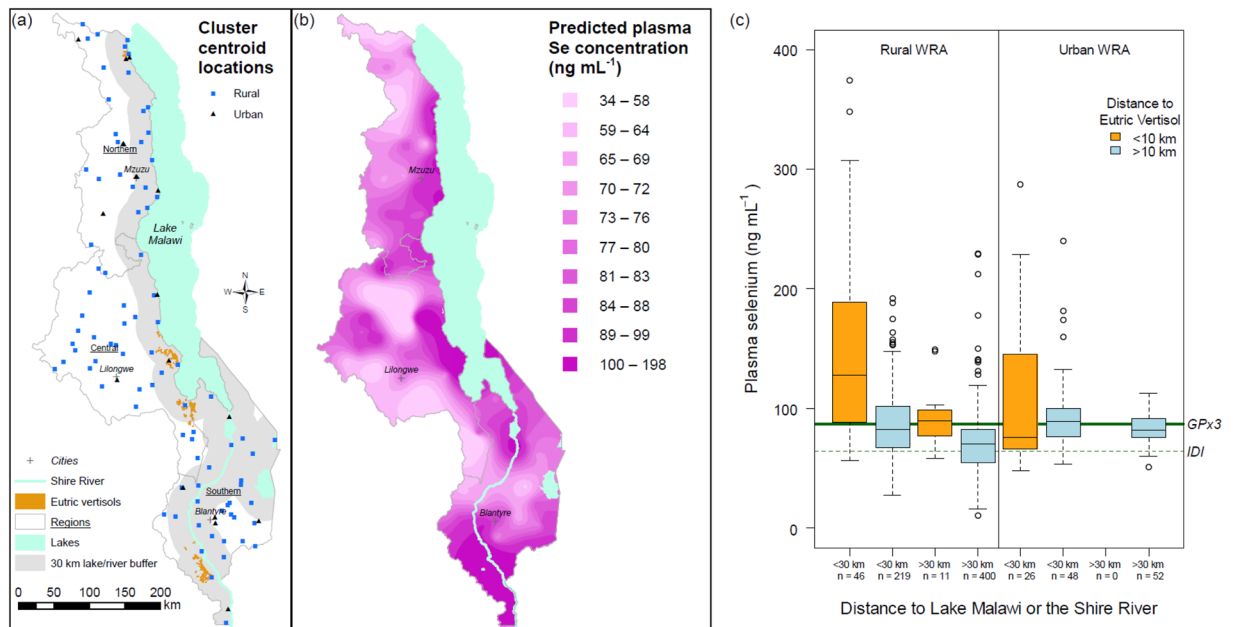 (a)
Cluster
centroid
locations
Rural
Urban
Northern
Mzuzu
Lake
Malawi
N
W
E
S
Central
Lilongwe
Southern
Blantyre
Cities
Shire River
Eutric vertisols
Regions
Lakes
30 km lake/river buffer
0 50 100 150 200
km
(b)
Predicted plasma
Se concentration
(ng mL⁻¹)
34 – 58
59 – 64
65 – 69
70 – 72
73 – 76
77 – 80
81 – 83
84 – 88
89 – 99
100 – 198
Mzuzu
Lilongwe
Blantyre
(c)
Rural WRA
Urban WRA
Distance to
Eutric Vertisol
<10 km
>10 km
Plasma selenium (ng mL⁻¹)
400
300
200
100
0
GPx3
IDI
<30 km <30 km >30 km >30 km <30 km <30 km >30 km >30 km
n = 46 n = 219 n = 11 n = 400 n = 26 n = 48 n = 0 n = 52
Distance to Lake Malawi or the Shire River